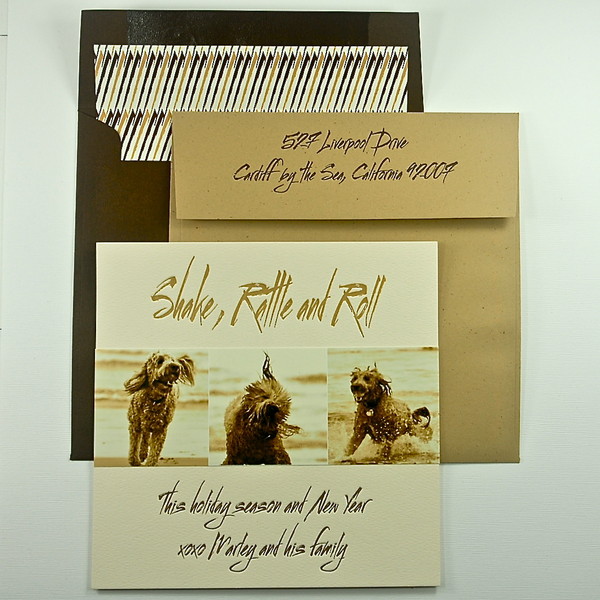 527 Liverpool Drive
Cardiff by the Sea, California 92007
Shake, Rattle and Roll
This holiday season and New Year
xoxo Marley and his family